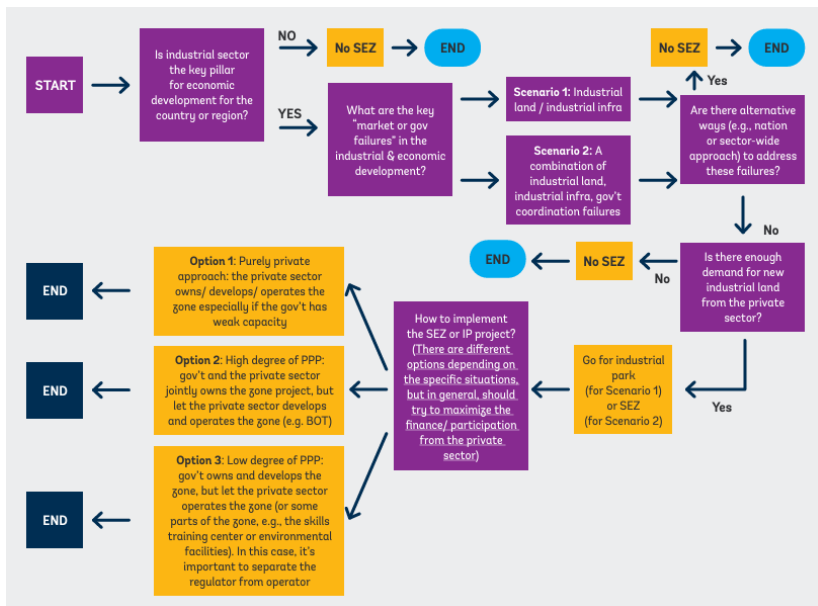 START
Is industrial sector
the key pillar
for economic
development for the
country or region?
NO
No SEZ
END
YES
What are the key
"market or gov
failures" in the
industrial & economic
development?
Scenario 1: Industrial
land / industrial infra
Scenario 2: A
combination of
industrial land,
industrial infra, gov't
coordination failures
No SEZ
END
Yes
Are there alternative
ways (e.g., nation
or sector-wide
approach) to address
these failures?
No
Is there enough
demand for new
industrial land
from the private
sector?
No
No SEZ
END
Yes
Go for industrial
park
(for Scenario 1)
or SEZ
(for Scenario 2)
How to implement
the SEZ or IP project?
(There are different
options depending on
the specific situations,
but in general, should
try to maximize the
finance/ participation
from the private
sector)
Option 1: Purely private
approach: the private sector
owns/ develops/ operates the
zone especially if the gov't has
weak capacity
END
Option 2: High degree of PPP:
gov't and the private sector
jointly owns the zone project, but
let the private sector develops
and operates the zone (e.g. BOT)
END
Option 3: Low degree of PPP:
gov't owns and develops the
zone, but let the private sector
operates the zone (or some
parts of the zone, e.g., the skills
training center or environmental
facilities). In this case, it's
important to separate the
regulator from operator
END